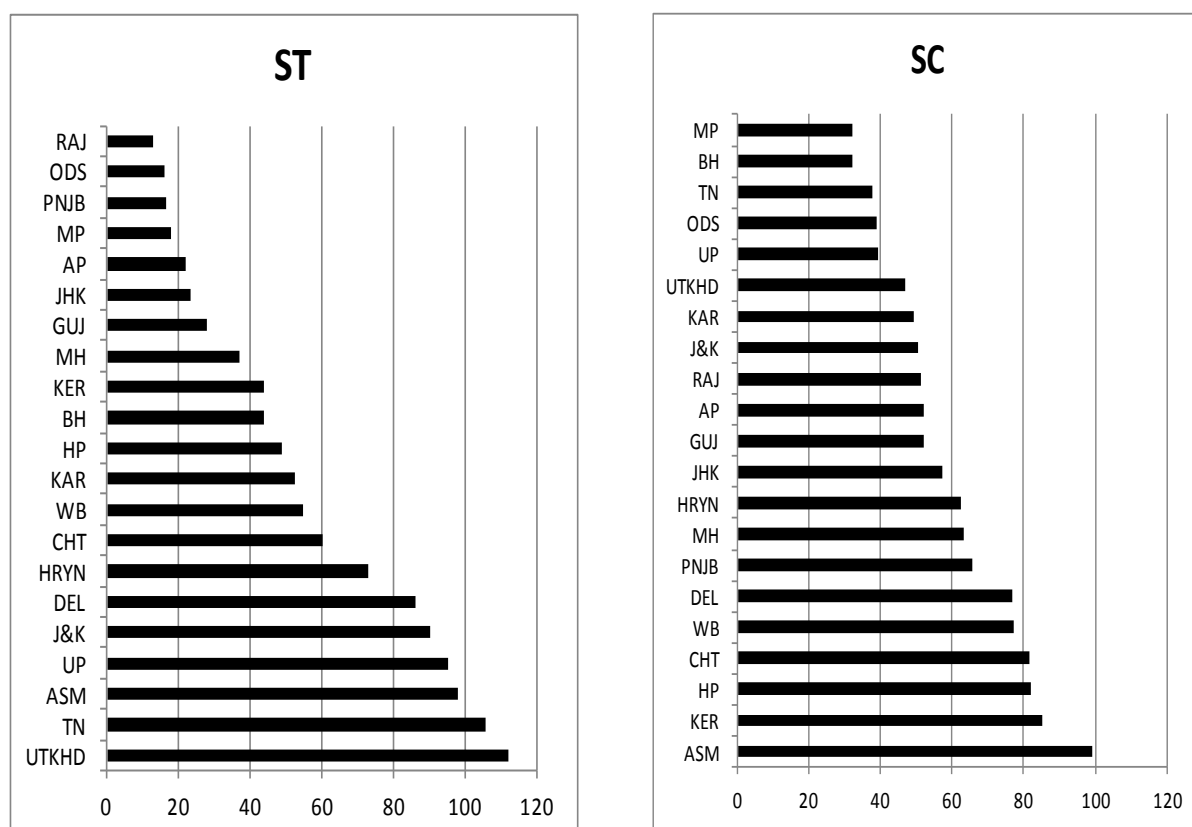 ST
RAJ
ODS
PNJB
MP
AP
JHK
GUJ
MH
KER
BH
HP
KAR
WB
CHT
HRYN
DEL
J&K
UP
ASM
TN
UTKHD
0 20 40 60 80 100 120
SC
MP
BH
TN
ODS
UP
UTKHD
KAR
J&K
RAJ
AP
GUJ
JHK
HRYN
MH
PNJB
DEL
WB
CHT
HP
KER
ASM
0 20 40 60 80 100 120